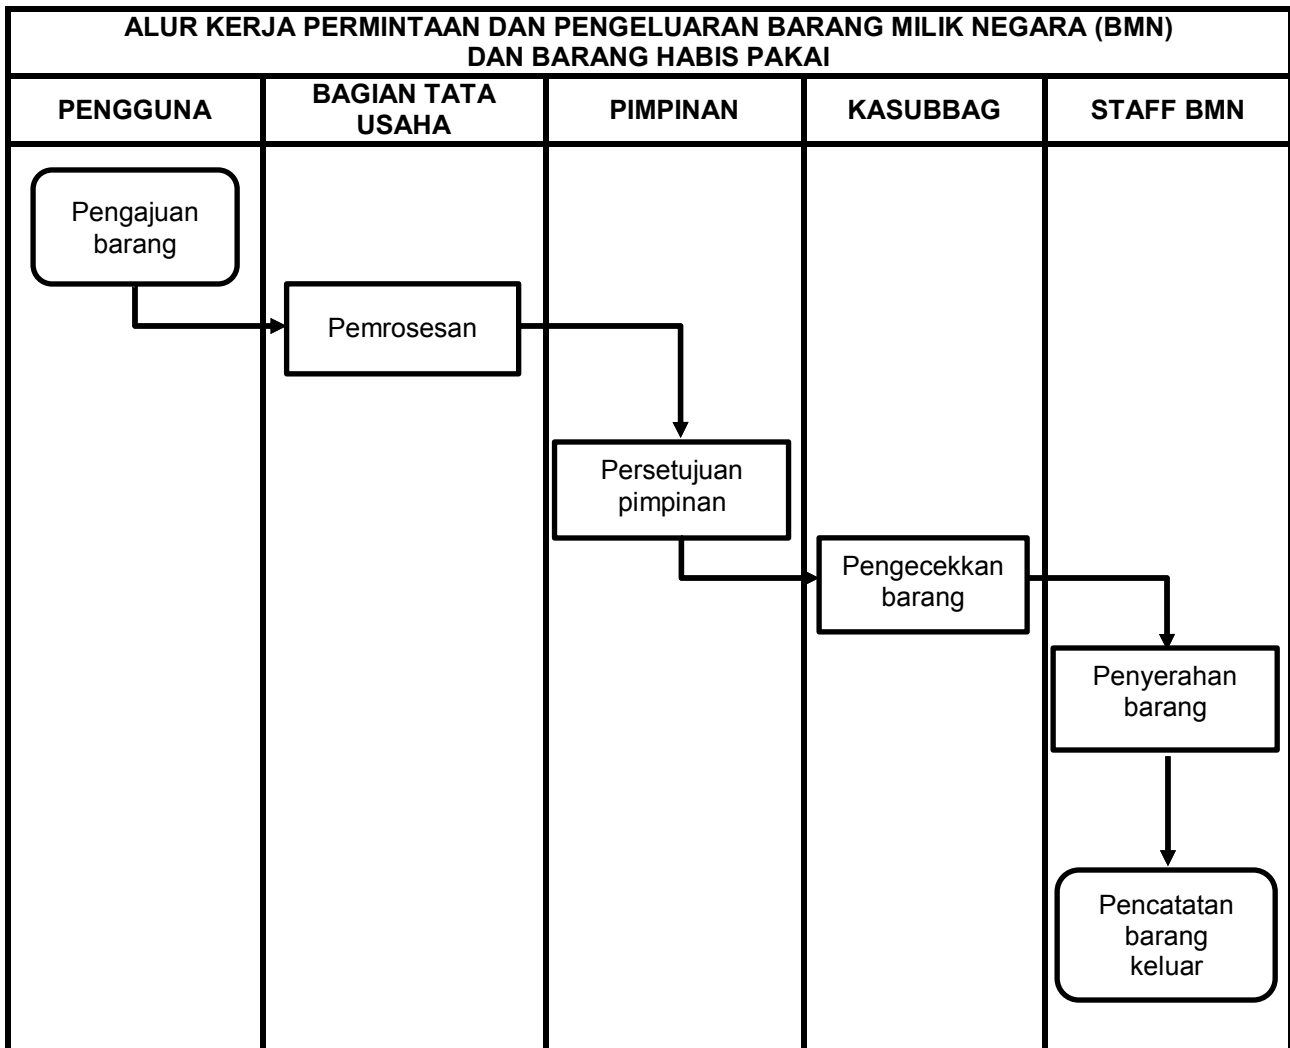 ALUR KERJA PERMINTAAN DAN PENGELUARAN BARANG MILIK NEGARA (BMN)
DAN BARANG HABIS PAKAI
PENGGUNA
BAGIAN TATA
USAHA
PIMPINAN
KASUBBAG
STAFF BMN
Pengajuan
barang
Pemrosesan
Persetujuan
pimpinan
Pengecekkan
barang
Penyerahan
barang
Pencatatan
barang
keluar